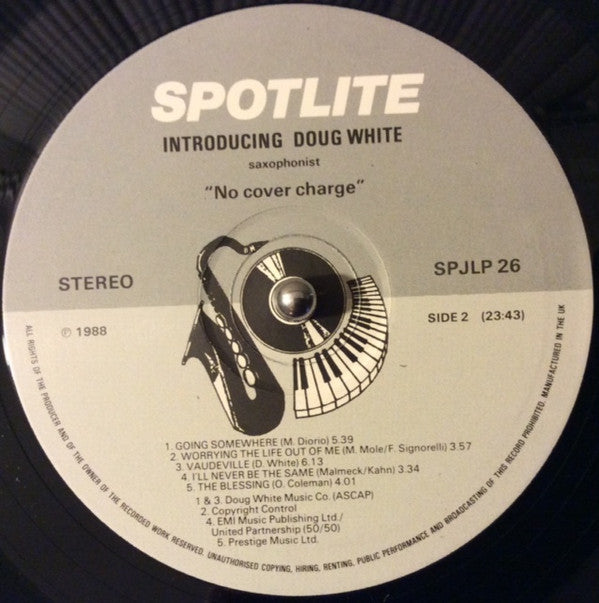 SPOTLITE
INTRODUCING DOUG WHITE
saxophonist
"No cover charge"
STEREO
SPJLP 26
℗ 1988
SIDE 2 (23:43)
1. GOING SOMEWHERE (M. Diorio) 5.39
2. WORRYING THE LIFE OUT OF ME (M. Mole/F. Signorelli) 3.57
3. VAUDEVILLE (D. White) 6.13
4. I'LL NEVER BE THE SAME (Malmeck/Kahn) 3.34
5. THE BLESSING (O. Coleman) 4.01
1 & 3. Doug White Music Co. (ASCAP)
2. Copyright Control
4. EMI Music Publishing Ltd./
United Partnership (50/50)
5. Prestige Music Ltd.
ALL RIGHTS OF THE PRODUCER AND OF THE OWNER OF THE RECORDED WORK RESERVED. UNAUTHORISED COPYING, HIRING, RENTING, PUBLIC PERFORMANCE AND BROADCASTING OF THIS RECORD PROHIBITED. MANUFACTURED IN THE UK